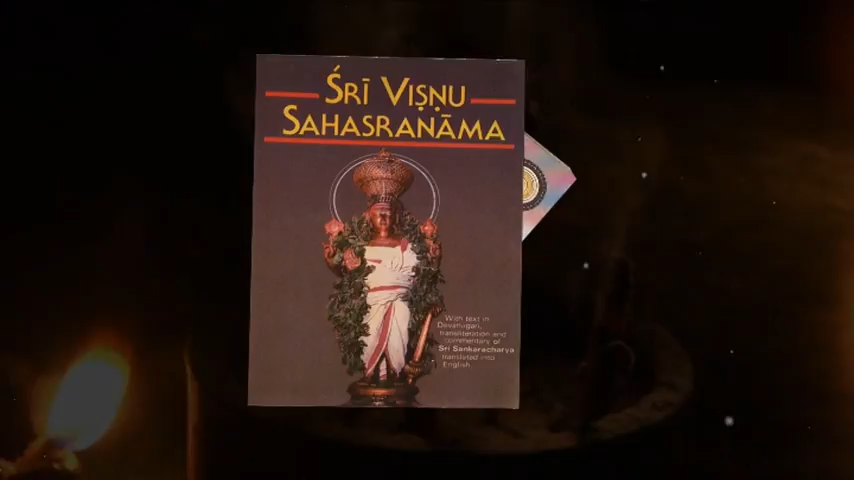 ŚRĪ VIṢṆU
SAHASRANĀMA
With text in
Devanagari,
transliteration and
commentary of
Sri Sankaracharya
translated into
English